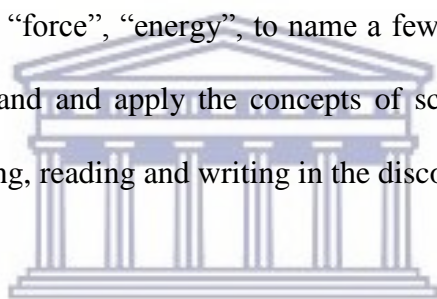 “force”, “energy”, to name a few
and and apply the concepts of sc
ng, reading and writing in the disco